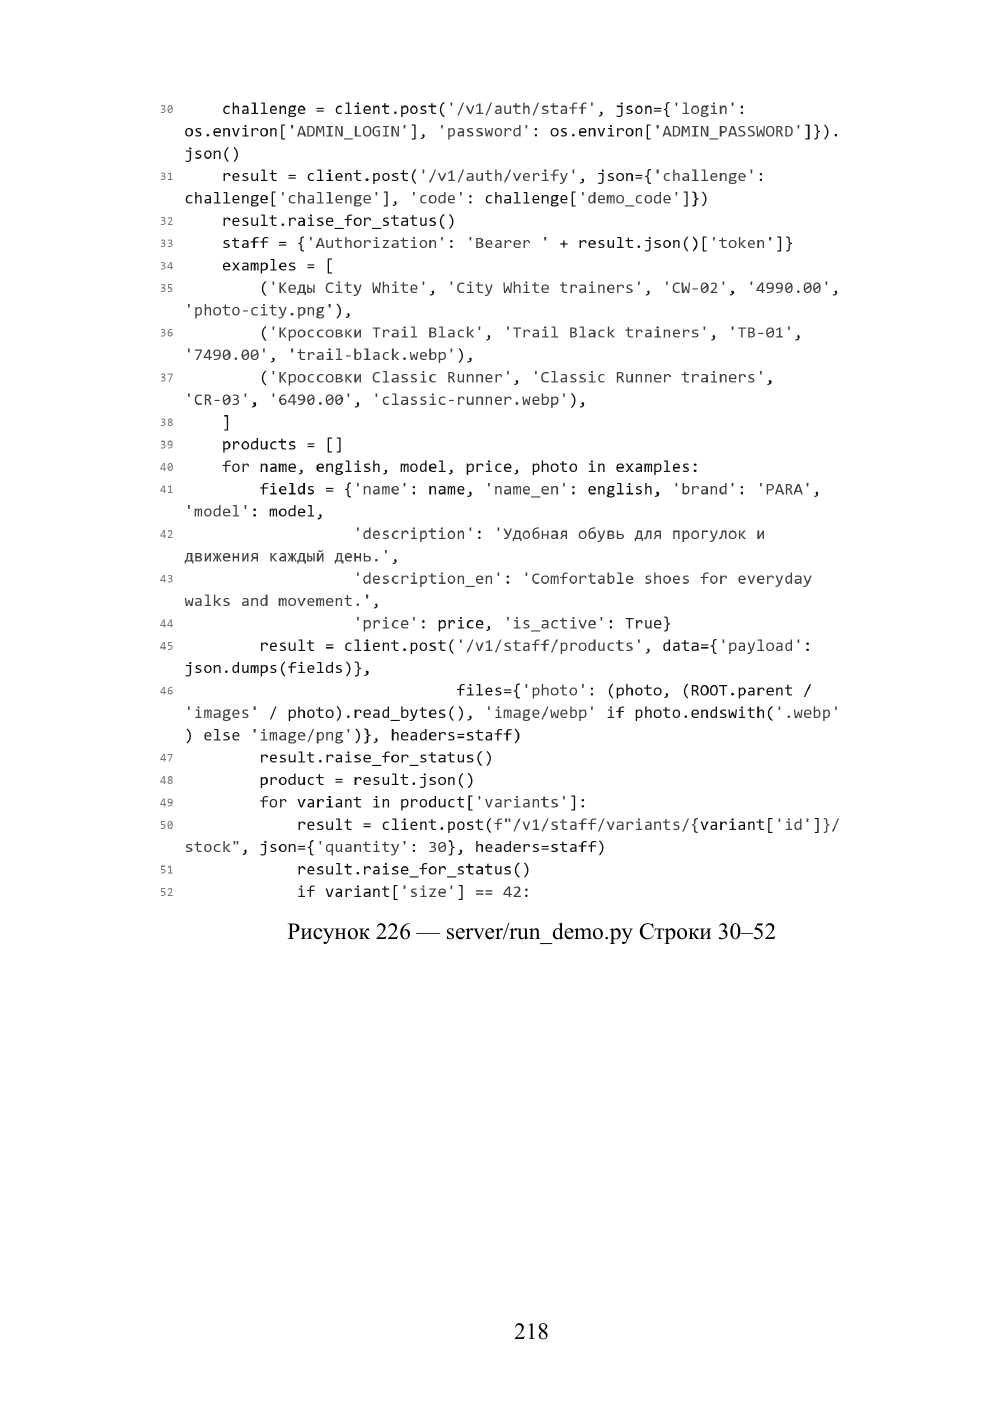 30     challenge = client.post('/v1/auth/staff', json={'login':
os.environ['ADMIN_LOGIN'], 'password': os.environ['ADMIN_PASSWORD']}).
json()
31     result = client.post('/v1/auth/verify', json={'challenge':
challenge['challenge'], 'code': challenge['demo_code']})
32     result.raise_for_status()
33     staff = {'Authorization': 'Bearer ' + result.json()['token']}
34     examples = [
35         ('Кеды City White', 'City White trainers', 'CW-02', '4990.00',
'photo-city.png'),
36         ('Кроссовки Trail Black', 'Trail Black trainers', 'TB-01',
'7490.00', 'trail-black.webp'),
37         ('Кроссовки Classic Runner', 'Classic Runner trainers',
'CR-03', '6490.00', 'classic-runner.webp'),
38     ]
39     products = []
40     for name, english, model, price, photo in examples:
41         fields = {'name': name, 'name_en': english, 'brand': 'PARA',
'model': model,
42                   'description': 'Удобная обувь для прогулок и
движения каждый день.',
43                   'description_en': 'Comfortable shoes for everyday
walks and movement.',
44                   'price': price, 'is_active': True}
45         result = client.post('/v1/staff/products', data={'payload':
json.dumps(fields)},
46                              files={'photo': (photo, (ROOT.parent /
'images' / photo).read_bytes(), 'image/webp' if photo.endswith('.webp'
) else 'image/png')}, headers=staff)
47         result.raise_for_status()
48         product = result.json()
49         for variant in product['variants']:
50             result = client.post(f"/v1/staff/variants/{variant['id']}/
stock", json={'quantity': 30}, headers=staff)
51             result.raise_for_status()
52             if variant['size'] == 42:
Рисунок 226 — server/run_demo.py Строки 30–52
218